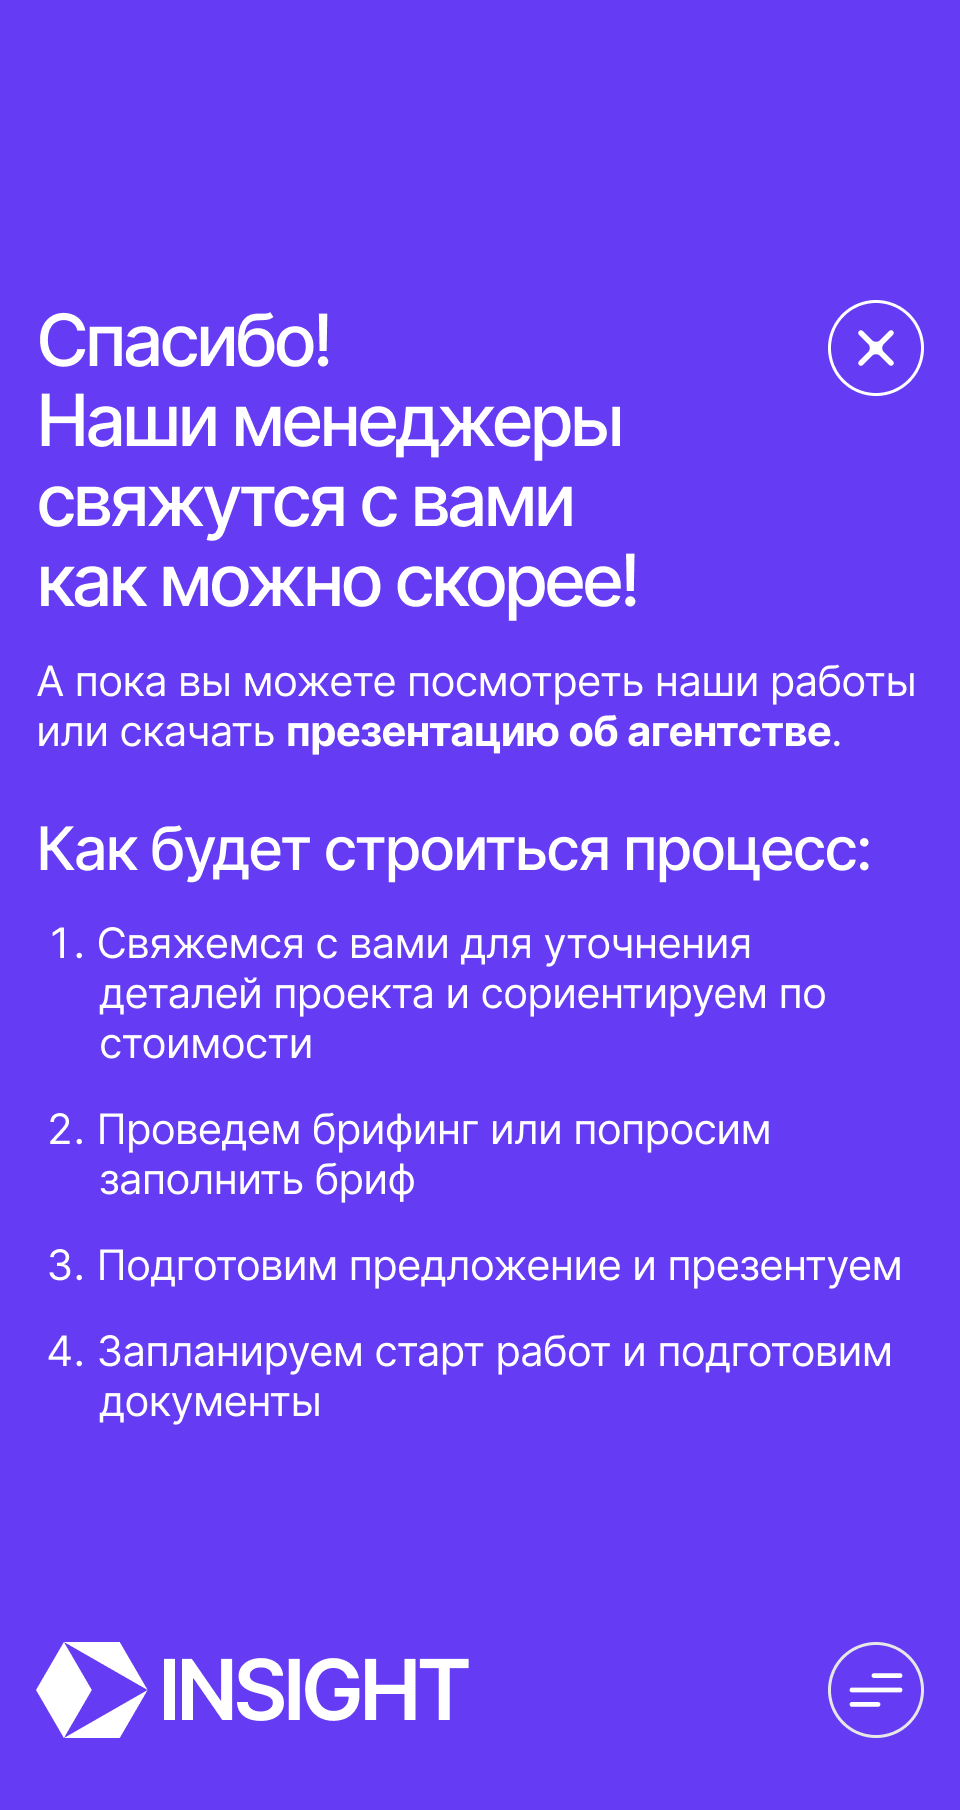 Спасибо!
Наши менеджеры
свяжутся с вами
как можно скорее!
А пока вы можете посмотреть наши работы
или скачать презентацию об агентстве.
Как будет строиться процесс:
1. Свяжемся с вами для уточнения
деталей проекта и сориентируем по
стоимости
2. Проведем брифинг или попросим
заполнить бриф
3. Подготовим предложение и презентуем
4. Запланируем старт работ и подготовим
документы
INSIGHT